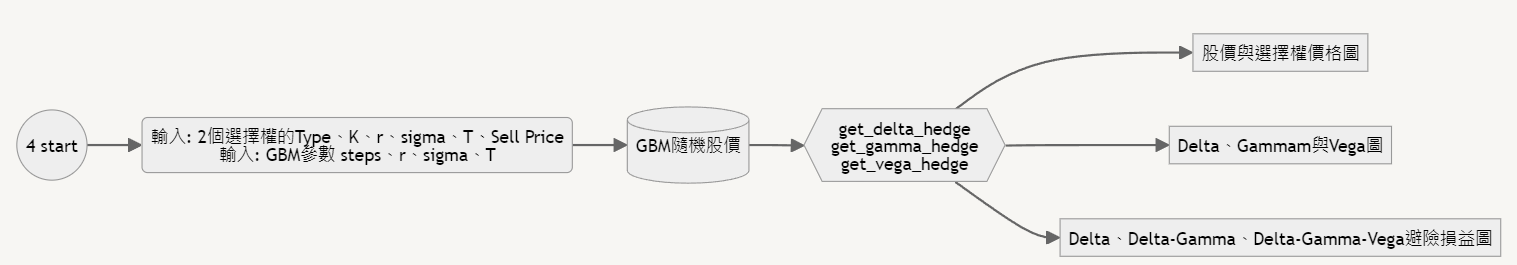 4 start
輸入: 2個選擇權的Type、K、r、sigma、T、Sell Price
輸入: GBM參數 steps、r、sigma、T
GBM隨機股價
get_delta_hedge
get_gamma_hedge
get_vega_hedge
股價與選擇權價格圖
Delta、Gammam與Vega圖
Delta、Delta-Gamma、Delta-Gamma-Vega避險損益圖